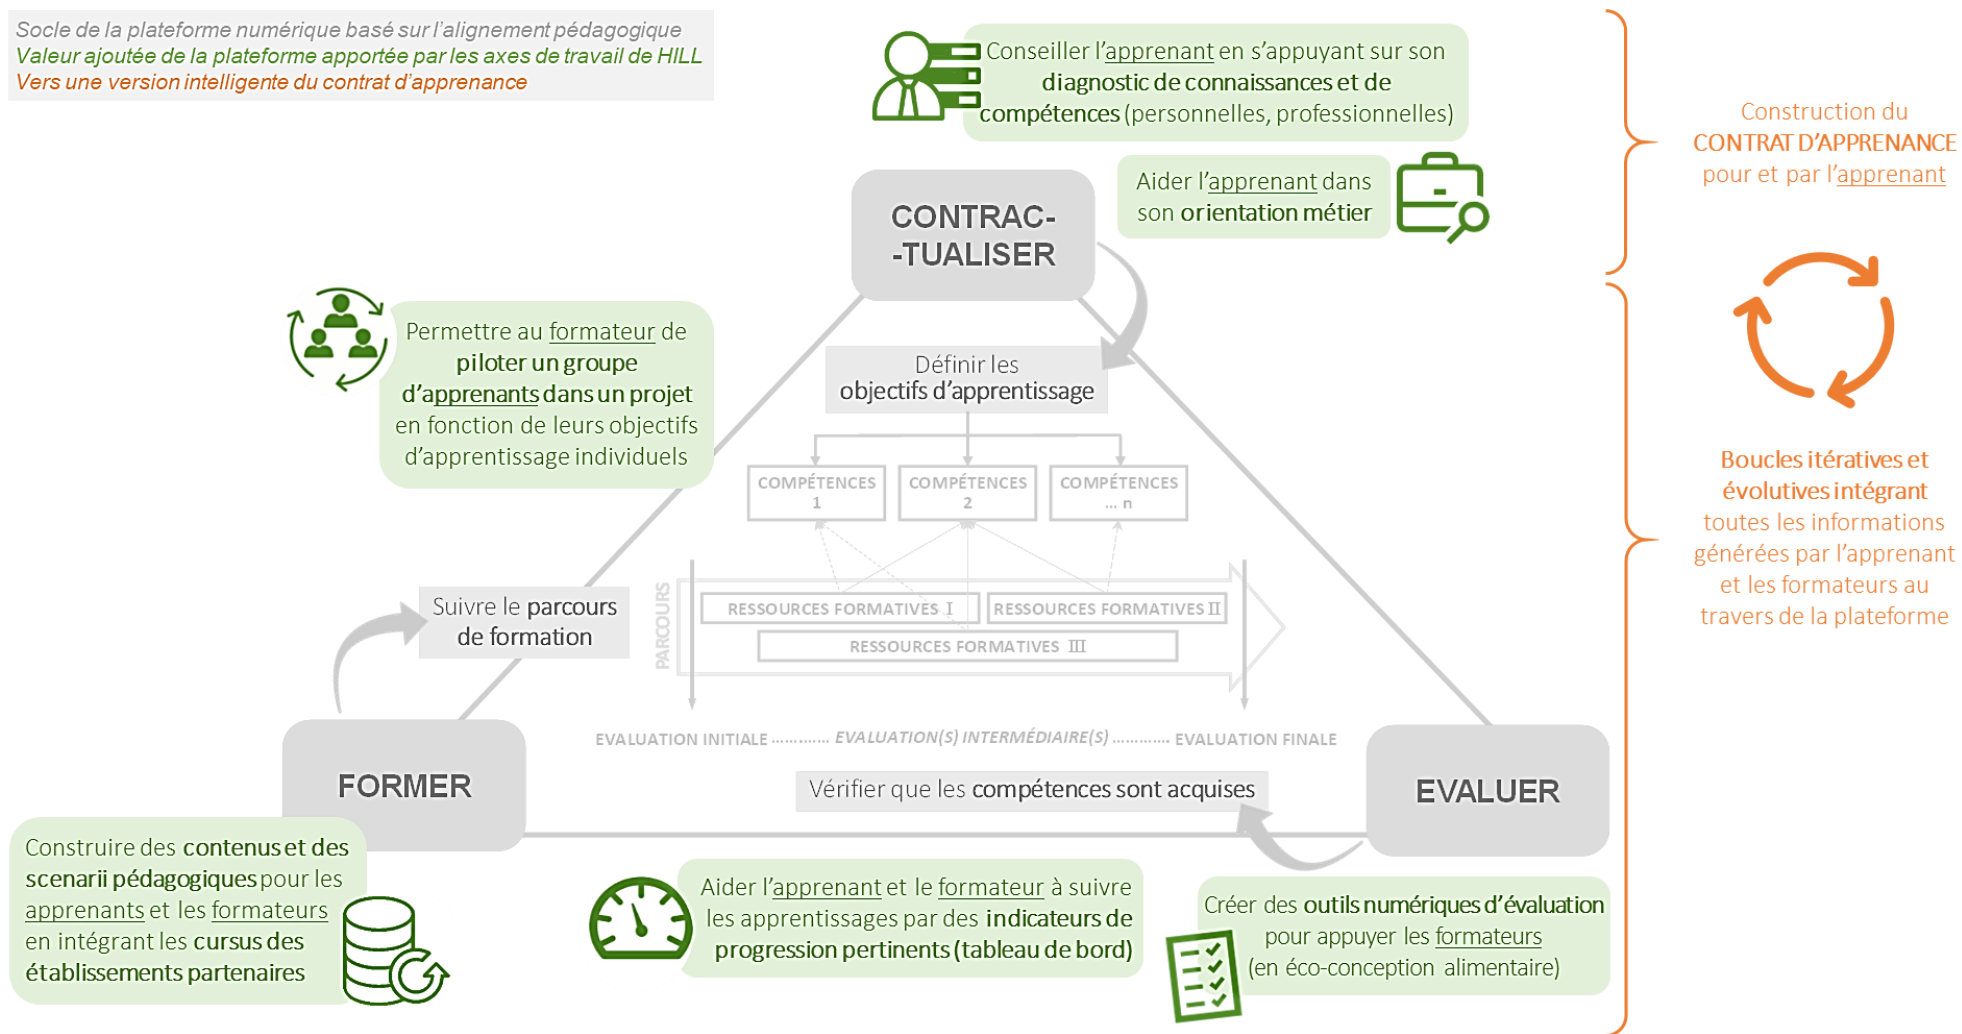 Socle de la plateforme numérique basé sur l'alignement pédagogique
Valeur ajoutée de la plateforme apportée par les axes de travail de HILL
Vers une version intelligente du contrat d'apprenance
Conseiller l'apprenant en s'appuyant sur son
diagnostic de connaissances et de
compétences (personnelles, professionnelles)
Aider l'apprenant dans
son orientation métier
CONTRAC-
-TUALISER
Construction du
CONTRAT D'APPRENANCE
pour et par l'apprenant
Permettre au formateur de
piloter un groupe
d'apprenants dans un projet
en fonction de leurs objectifs
d'apprentissage individuels
Définir les
objectifs d'apprentissage
COMPÉTENCES
1
COMPÉTENCES
2
COMPÉTENCES
... n
Boucles itératives et
évolutives intégrant
toutes les informations
générées par l'apprenant
et les formateurs au
travers de la plateforme
Suivre le parcours
de formation
PARCOURS
RESSOURCES FORMATIVES I
RESSOURCES FORMATIVES II
RESSOURCES FORMATIVES III
EVALUATION INITIALE ........... EVALUATION(S) INTERMÉDIAIRE(S) ............ EVALUATION FINALE
Vérifier que les compétences sont acquises
FORMER
EVALUER
Construire des contenus et des
scenarii pédagogiques pour les
apprenants et les formateurs
en intégrant les cursus des
établissements partenaires
Aider l'apprenant et le formateur à suivre
les apprentissages par des indicateurs de
progression pertinents (tableau de bord)
Créer des outils numériques d'évaluation
pour appuyer les formateurs
(en éco-conception alimentaire)